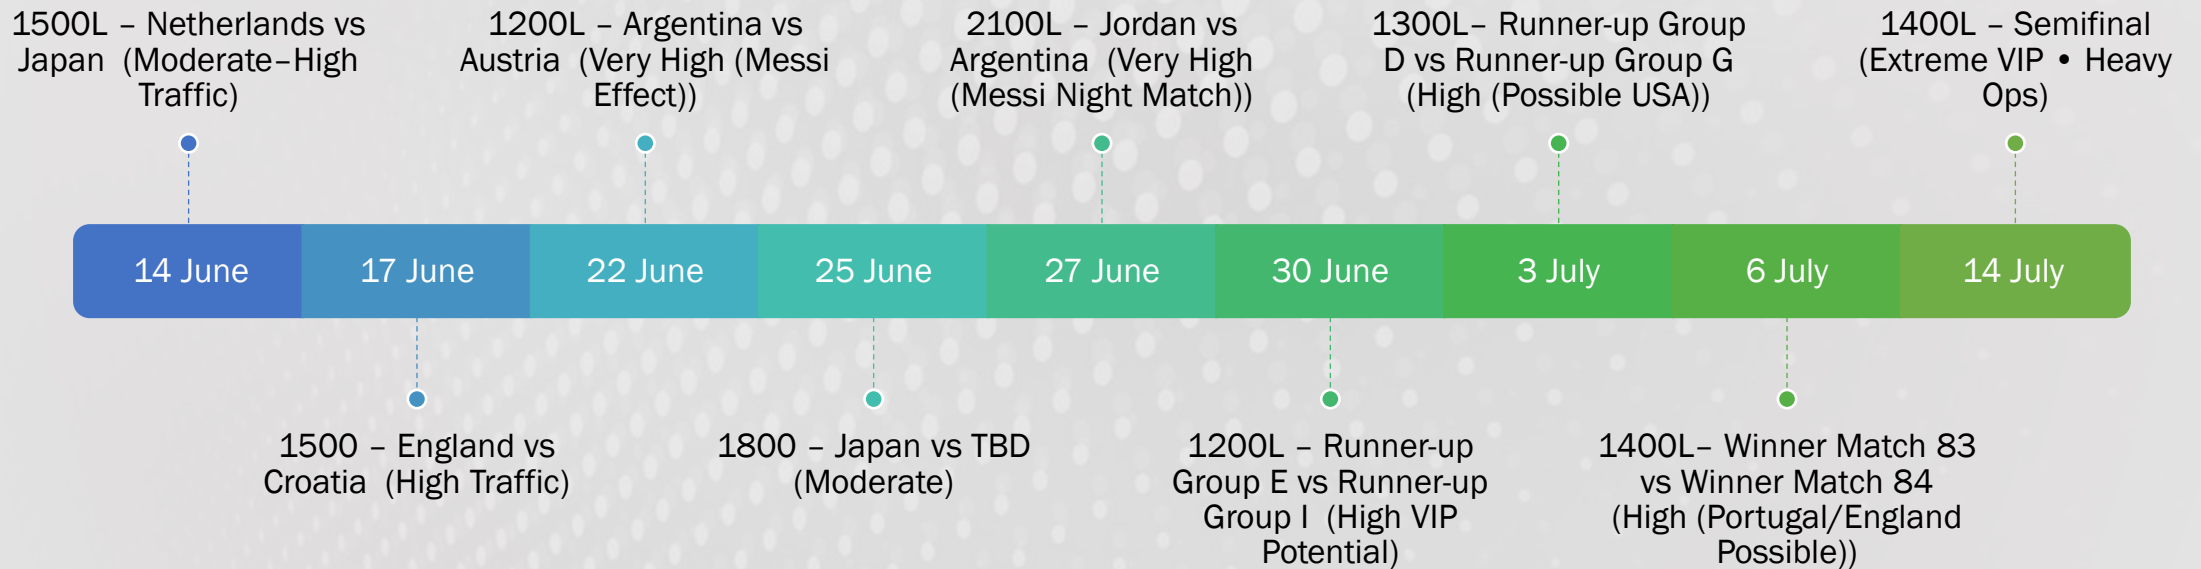 1500L – Netherlands vs
Japan (Moderate–High
Traffic)
1200L – Argentina vs
Austria (Very High (Messi
Effect))
2100L – Jordan vs
Argentina (Very High
(Messi Night Match))
1300L– Runner-up Group
D vs Runner-up Group G
(High (Possible USA))
1400L – Semifinal
(Extreme VIP • Heavy
Ops)
14 June
17 June
22 June
25 June
27 June
30 June
3 July
6 July
14 July
1500 – England vs
Croatia (High Traffic)
1800 – Japan vs TBD
(Moderate)
1200L – Runner-up
Group E vs Runner-up
Group I (High VIP
Potential)
1400L– Winner Match 83
vs Winner Match 84
(High (Portugal/England
Possible))